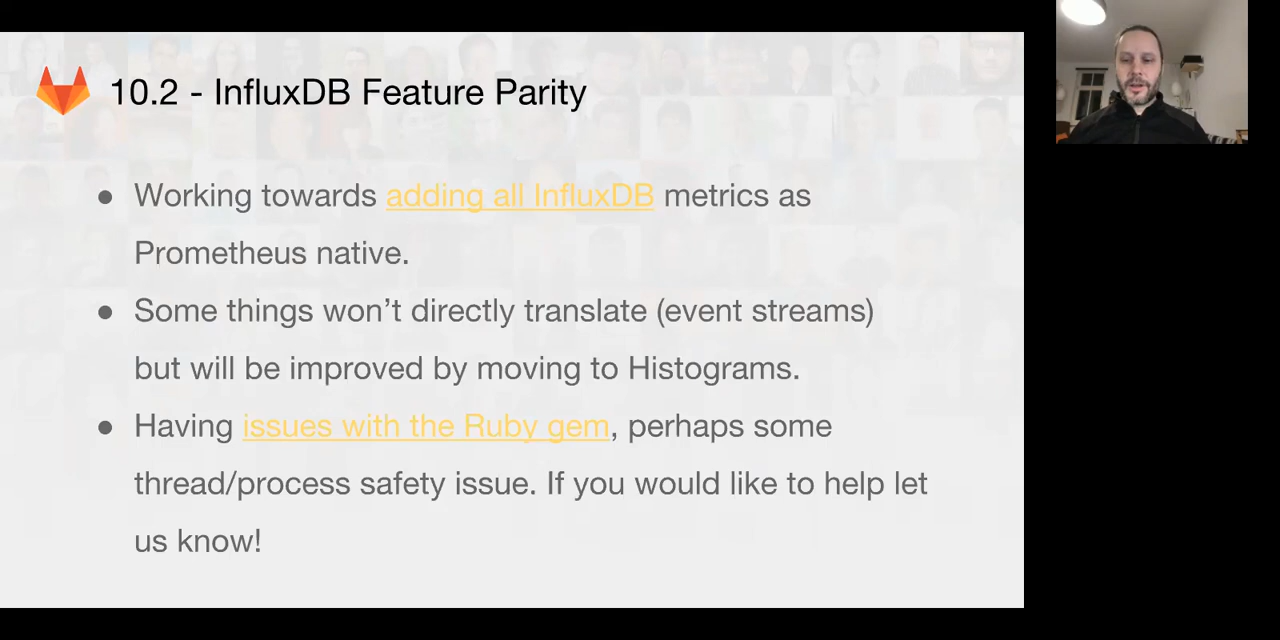 10.2 - InfluxDB Feature Parity
● Working towards adding all InfluxDB metrics as
Prometheus native.
● Some things won’t directly translate (event streams)
but will be improved by moving to Histograms.
● Having issues with the Ruby gem, perhaps some
thread/process safety issue. If you would like to help let
us know!